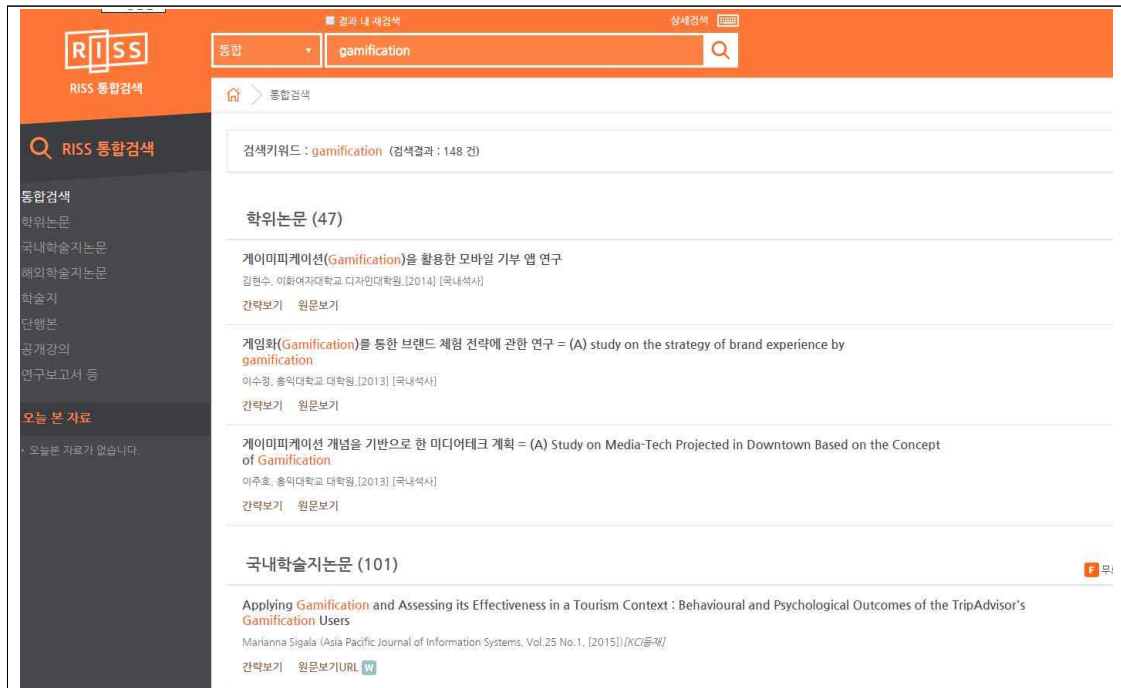 결과 내 재검색
상세검색
RISS
통합
gamification
RISS 통합검색
통합검색
RISS 통합검색
검색키워드 : gamification (검색결과 : 148 건)
통합검색
학위논문
국내학술지논문
해외학술지논문
학술지
단행본
공개강의
연구보고서 등
오늘 본 자료
• 오늘본 자료가 없습니다.
학위논문 (47)
게이미피케이션(Gamification)을 활용한 모바일 기부 앱 연구
김현수, 이화여자대학교 디자인대학원,[2014] [국내석사]
간략보기 원문보기
게임화(Gamification)를 통한 브랜드 체험 전략에 관한 연구 = (A) study on the strategy of brand experience by
gamification
이수정, 홍익대학교 대학원,[2013] [국내석사]
간략보기 원문보기
게이미피케이션 개념을 기반으로 한 미디어테크 계획 = (A) Study on Media-Tech Projected in Downtown Based on the Concept
of Gamification
이주호, 홍익대학교 대학원,[2013] [국내석사]
간략보기 원문보기
국내학술지논문 (101)
F
Applying Gamification and Assessing its Effectiveness in a Tourism Context : Behavioural and Psychological Outcomes of the TripAdvisor's
Gamification Users
Marianna Sigala (Asia Pacific Journal of Information Systems, Vol.25 No.1, [2015])[KCI등재]
간략보기 원문보기URL W